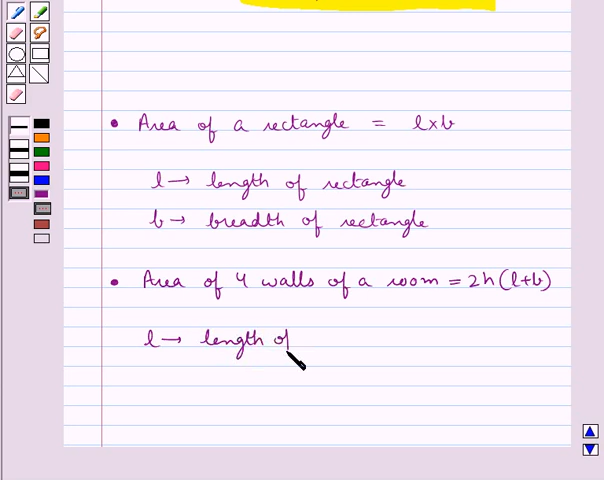 • Area of a rectangle = l×b
l → length of rectangle
b → breadth of rectangle
• Area of 4 walls of a room = 2h(l+b)
l → length of